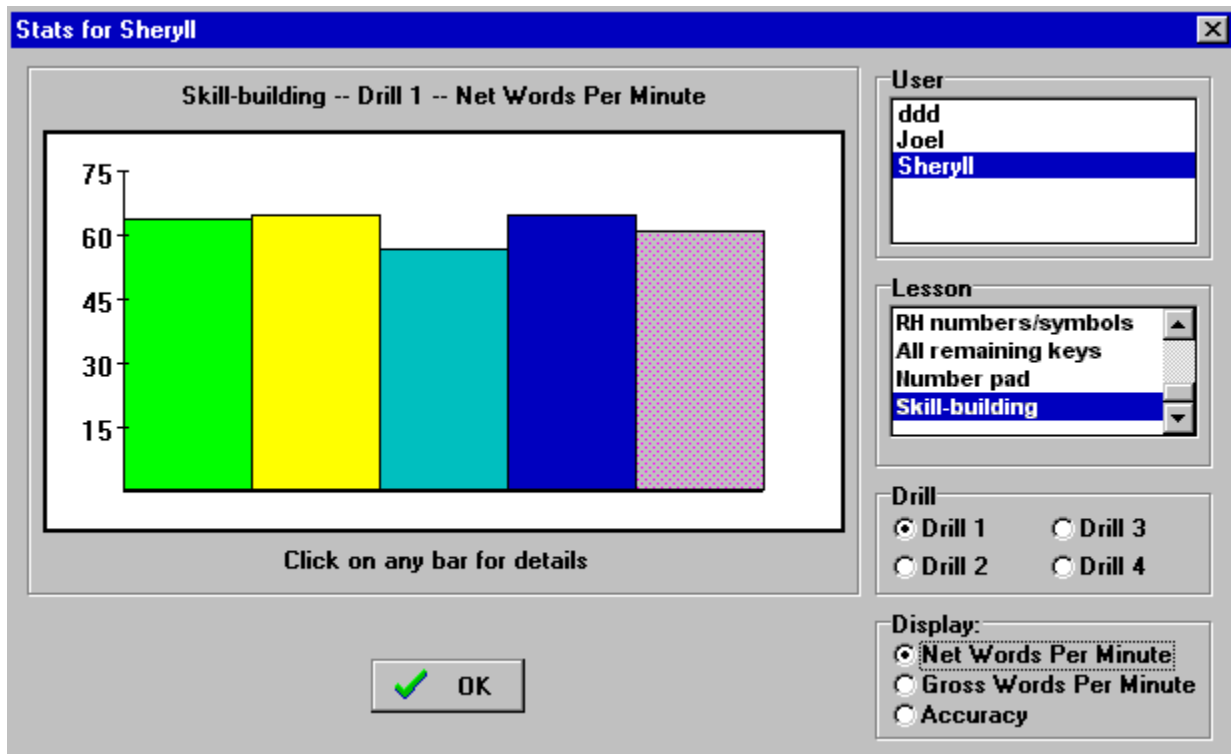 Stats for Sheryll
Skill-building -- Drill 1 -- Net Words Per Minute
75
60
45
30
15
Click on any bar for details
OK
User
ddd
Joel
Sheryll
Lesson
RH numbers/symbols
All remaining keys
Number pad
Skill-building
Drill
Drill 1 Drill 3
Drill 2 Drill 4
Display:
Net Words Per Minute
Gross Words Per Minute
Accuracy